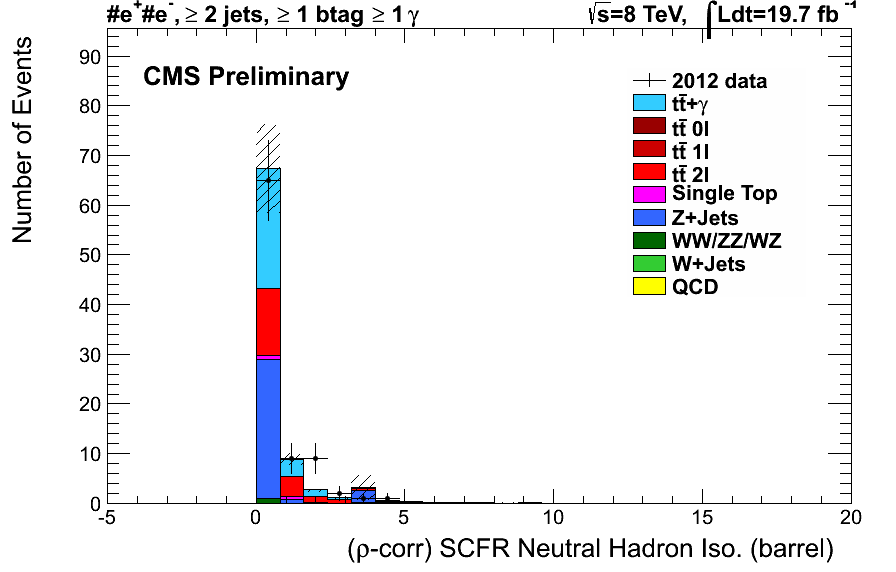 #e⁺#e⁻, ≥ 2 jets, ≥ 1 btag ≥ 1 γ
√s=8 TeV, ∫Ldt=19.7 fb⁻¹
CMS Preliminary
2012 data
tt̄+γ
tt̄ 0l
tt̄ 1l
tt̄ 2l
Single Top
Z+Jets
WW/ZZ/WZ
W+Jets
QCD
Number of Events
90
80
70
60
50
40
30
20
10
0
-5 0 5 10 15 20
(ρ-corr) SCFR Neutral Hadron Iso. (barrel)